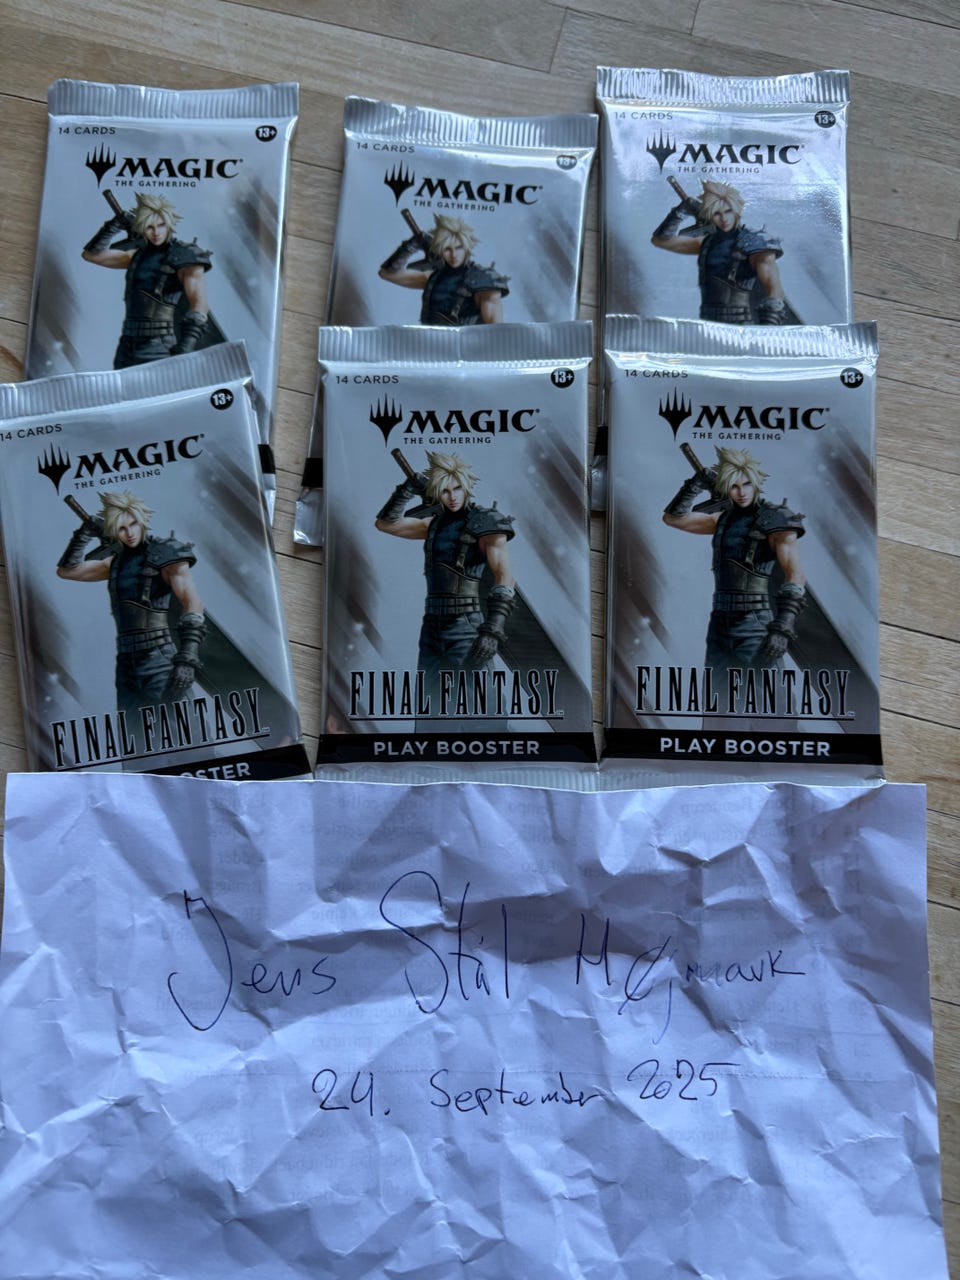 14 CARDS
13+
MAGIC
THE GATHERING
14 CARDS
13+
MAGIC
THE GATHERING
14 CARDS
13+
MAGIC
THE GATHERING
14 CARDS
13+
MAGIC
THE GATHERING
FINAL FANTASY
OSTER
14 CARDS
13+
MAGIC
THE GATHERING
FINAL FANTASY
PLAY BOOSTER
14 CARDS
13+
MAGIC
THE GATHERING
FINAL FANTASY
PLAY BOOSTER
Jens Stål Højmark
24. September 2025